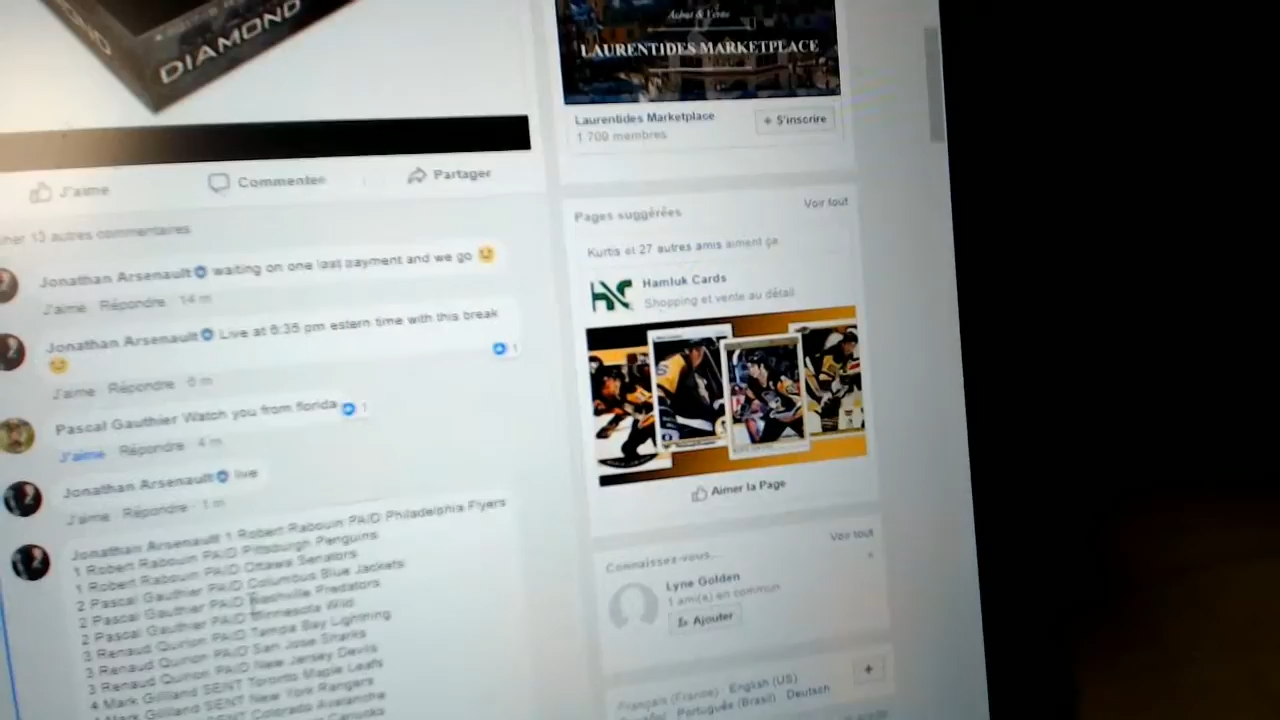 DIAMOND
Achat & Vente
LAURENTIDES MARKETPLACE
Laurentides Marketplace
1 700 membres
+ S'inscrire
J'aime
Commenter
Partager
13 autres commentaires
Jonathan Arsenault waiting on one last payment and we go
J'aime Répondre 14 m
Jonathan Arsenault Live at 6:35 pm estern time with this break
1
J'aime Répondre 6 m
Pascal Gauthier Watch you from florida 1
J'aime Répondre 4 m
Jonathan Arsenault live
J'aime Répondre 1 m
Jonathan Arsenault 1 Robert Rabouin PAID Philadelphia Flyers
1 Robert Rabouin PAID Pittsburgh Penguins
1 Robert Rabouin PAID Ottawa Senators
2 Pascal Gauthier PAID Columbus Blue Jackets
2 Pascal Gauthier PAID Nashville Predators
2 Pascal Gauthier PAID Minnesota Wild
3 Renaud Quirion PAID Tampa Bay Lightning
3 Renaud Quirion PAID San Jose Sharks
3 Renaud Quirion PAID New Jersey Devils
4 Mark Gilliland SENT Toronto Maple Leafs
Mark Gilliland SENT New York Rangers
SENT Colorado Avalanche
Canucks
Pages suggérées
Voir tout
Kurtis et 27 autres amis aiment ça
Hamluk Cards
Shopping et vente au détail
Aimer la Page
Connaissez-vous...
Voir tout
Lyne Golden
1 ami(e) en commun
Ajouter
Français (France) English (US)
Español Português (Brasil) Deutsch
+